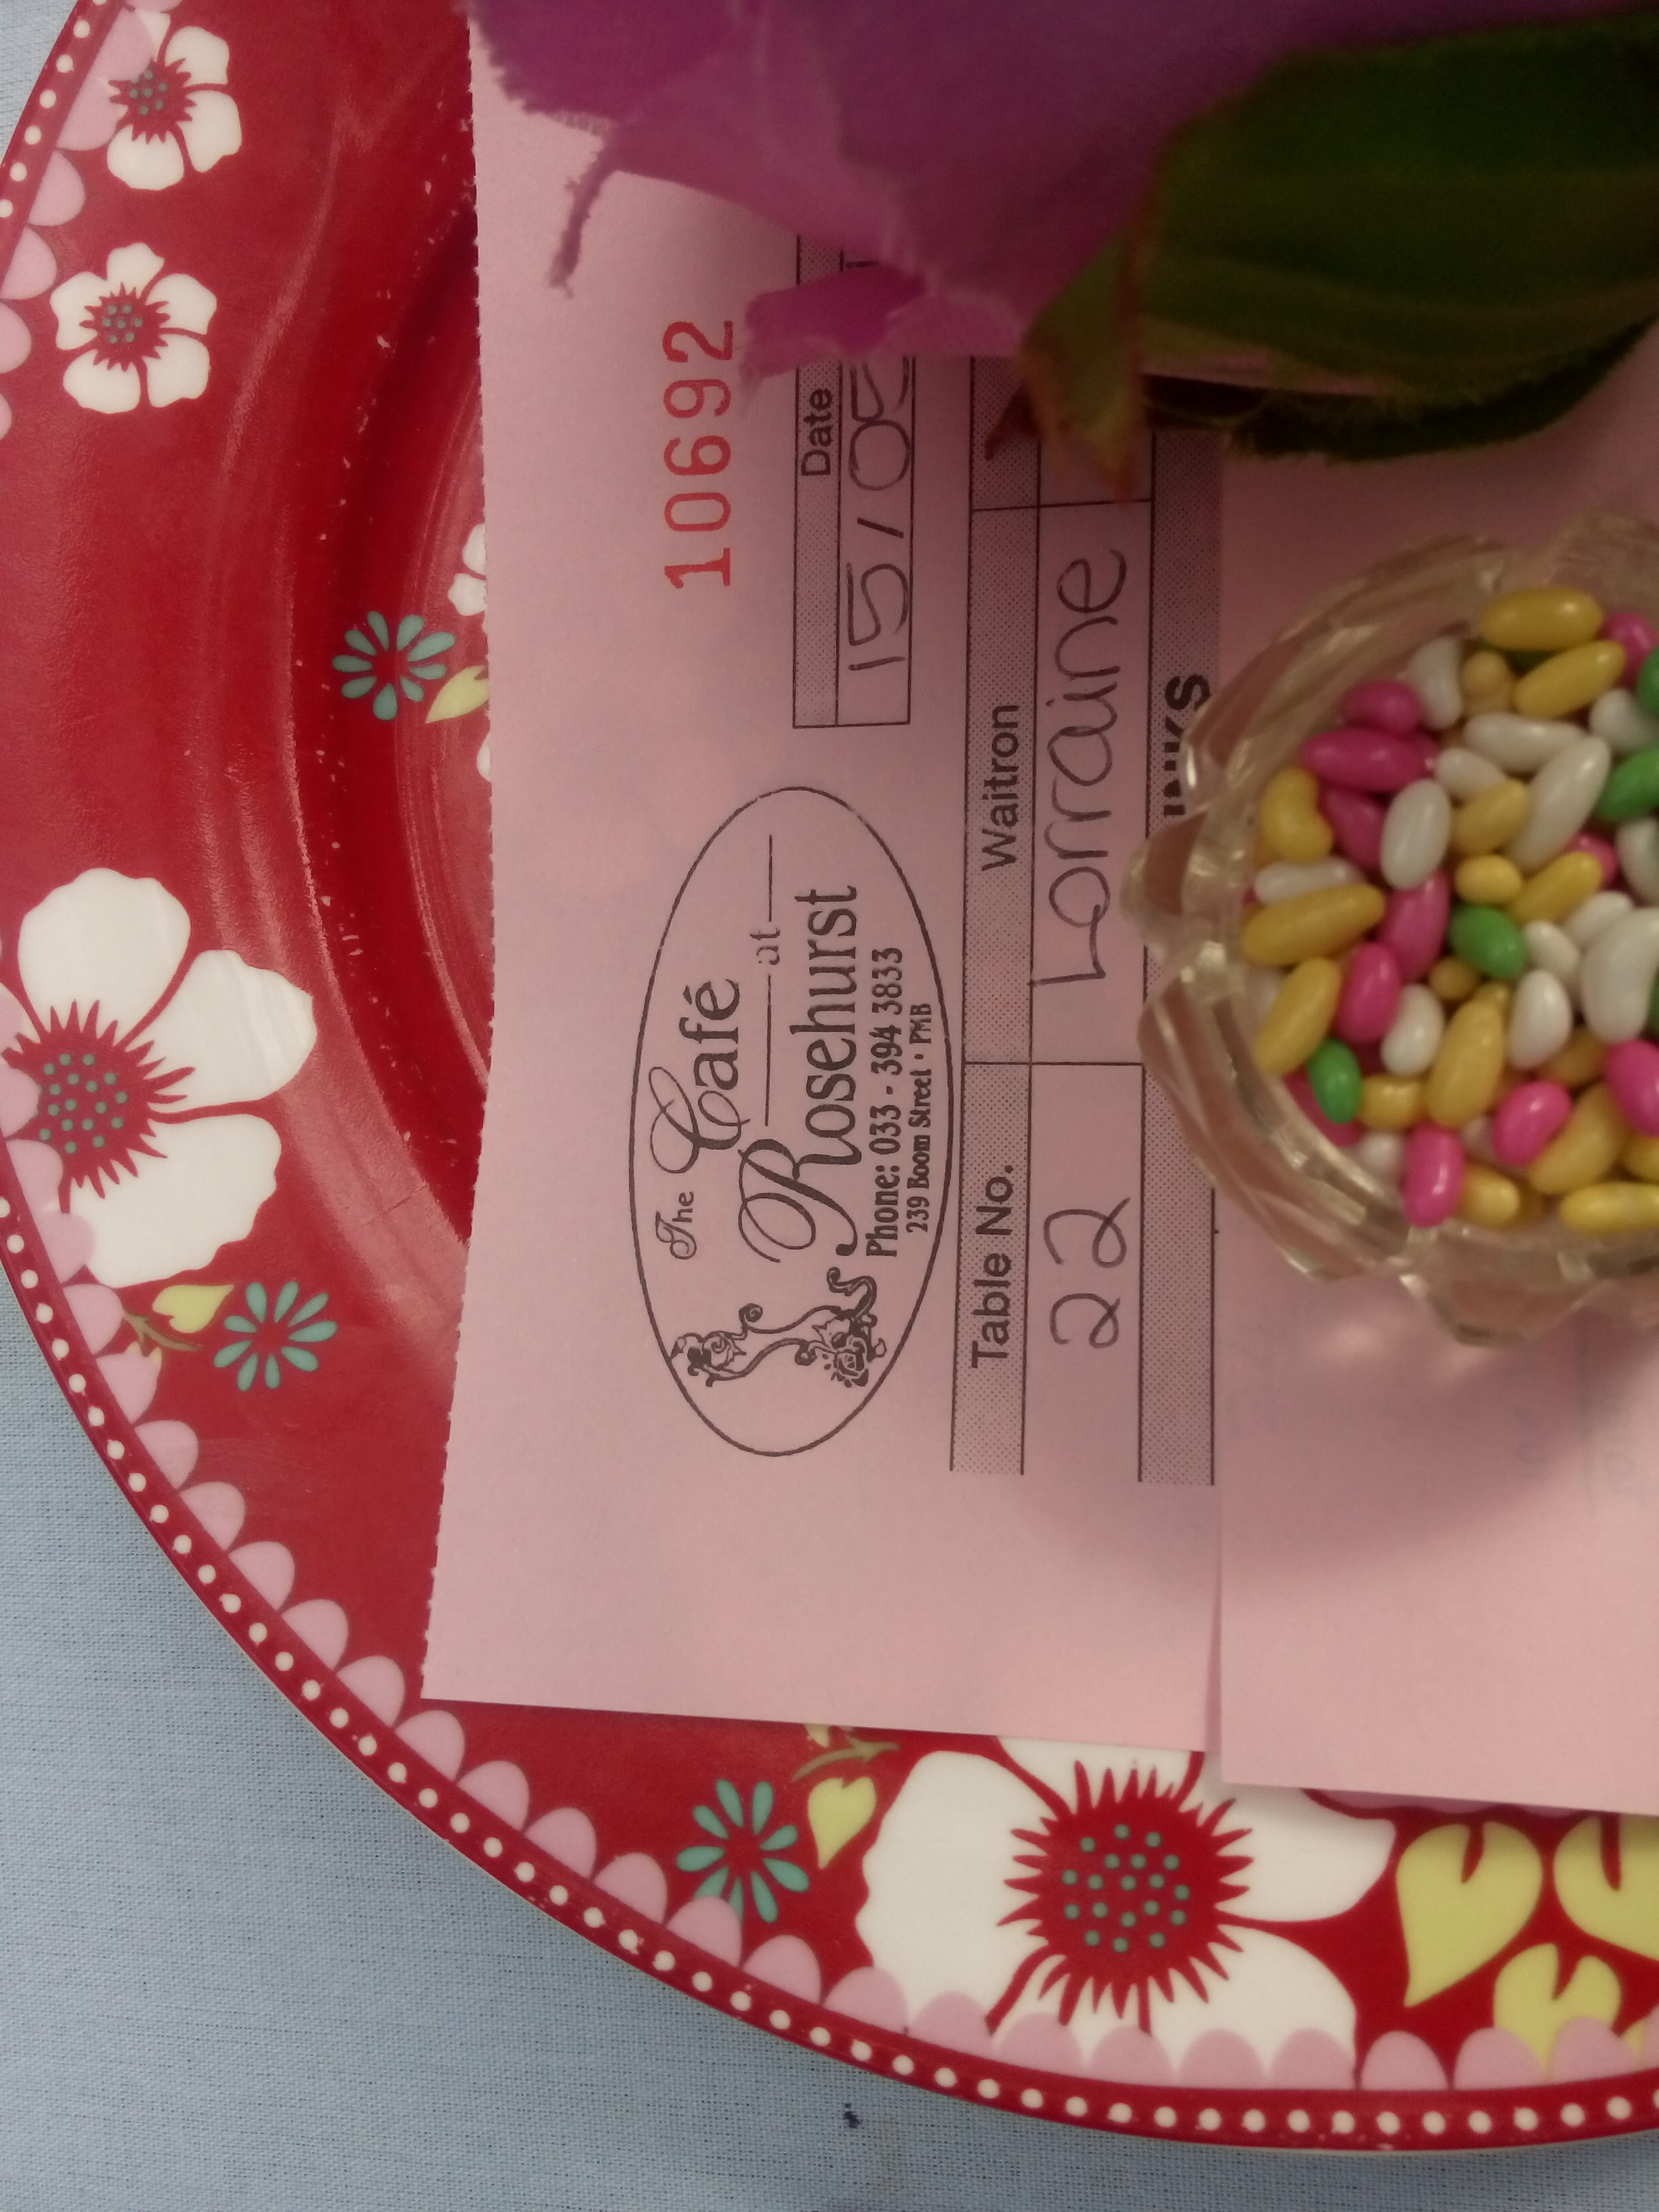 10692
The Café
at
Rosehurst
Phone: 033 - 394 3833
239 Boom Street • PMB
Date
15/0
Table No. Waitron
22 Lorraine